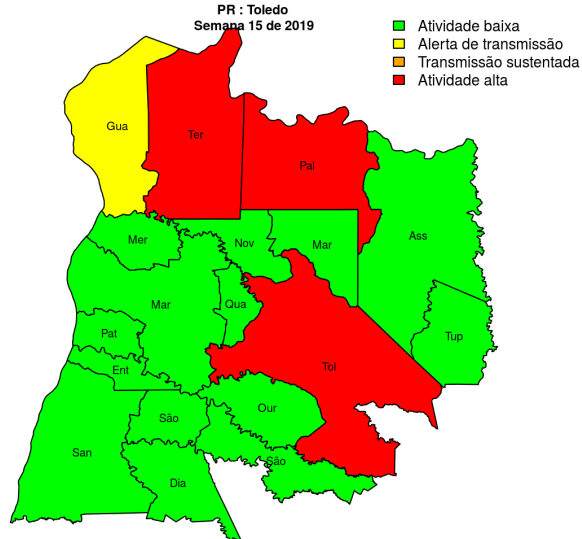 PR : Toledo
Semana 15 de 2019
Atividade baixa
Alerta de transmissão
Transmissão sustentada
Atividade alta
Gua
Ter
Pal
Ass
Mer
Nov
Mar
Mar
Qua
Pat
Tup
Ent
Tol
Our
São
San
São
Dia